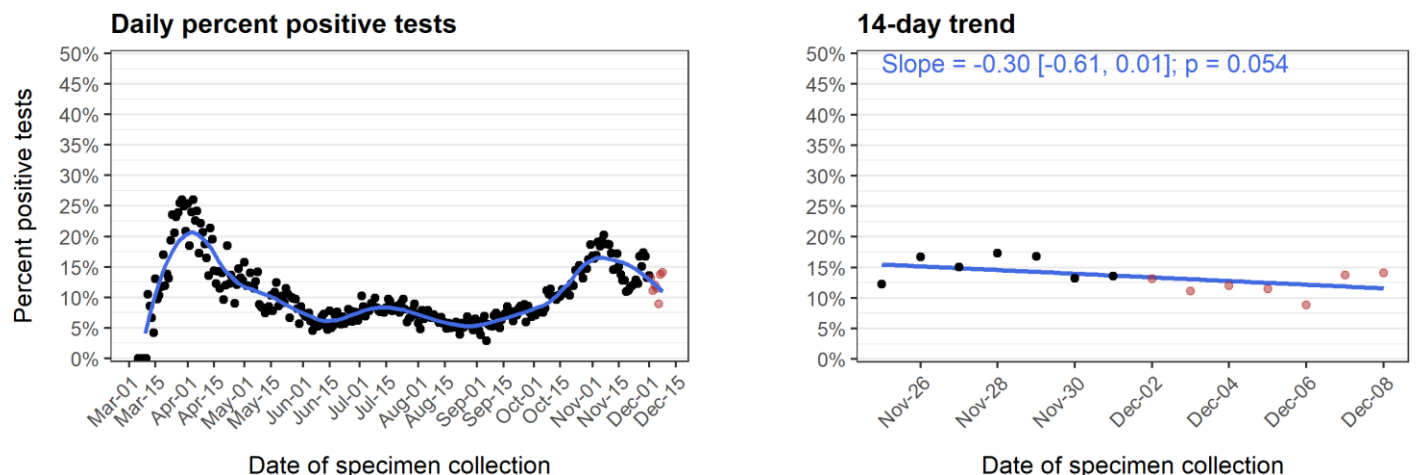 Daily percent positive tests
50%
45%
40%
35%
30%
25%
20%
15%
10%
5%
0%
Percent positive tests
Mar-01
Mar-15
Apr-01
Apr-15
May-01
May-15
Jun-01
Jun-15
Jul-01
Jul-15
Aug-01
Aug-15
Sep-01
Sep-15
Oct-01
Oct-15
Nov-01
Nov-15
Dec-01
Dec-15
Date of specimen collection
14-day trend
Slope = -0.30 [-0.61, 0.01]; p = 0.054
50%
45%
40%
35%
30%
25%
20%
15%
10%
5%
0%
Nov-26
Nov-28
Nov-30
Dec-02
Dec-04
Dec-06
Dec-08
Date of specimen collection